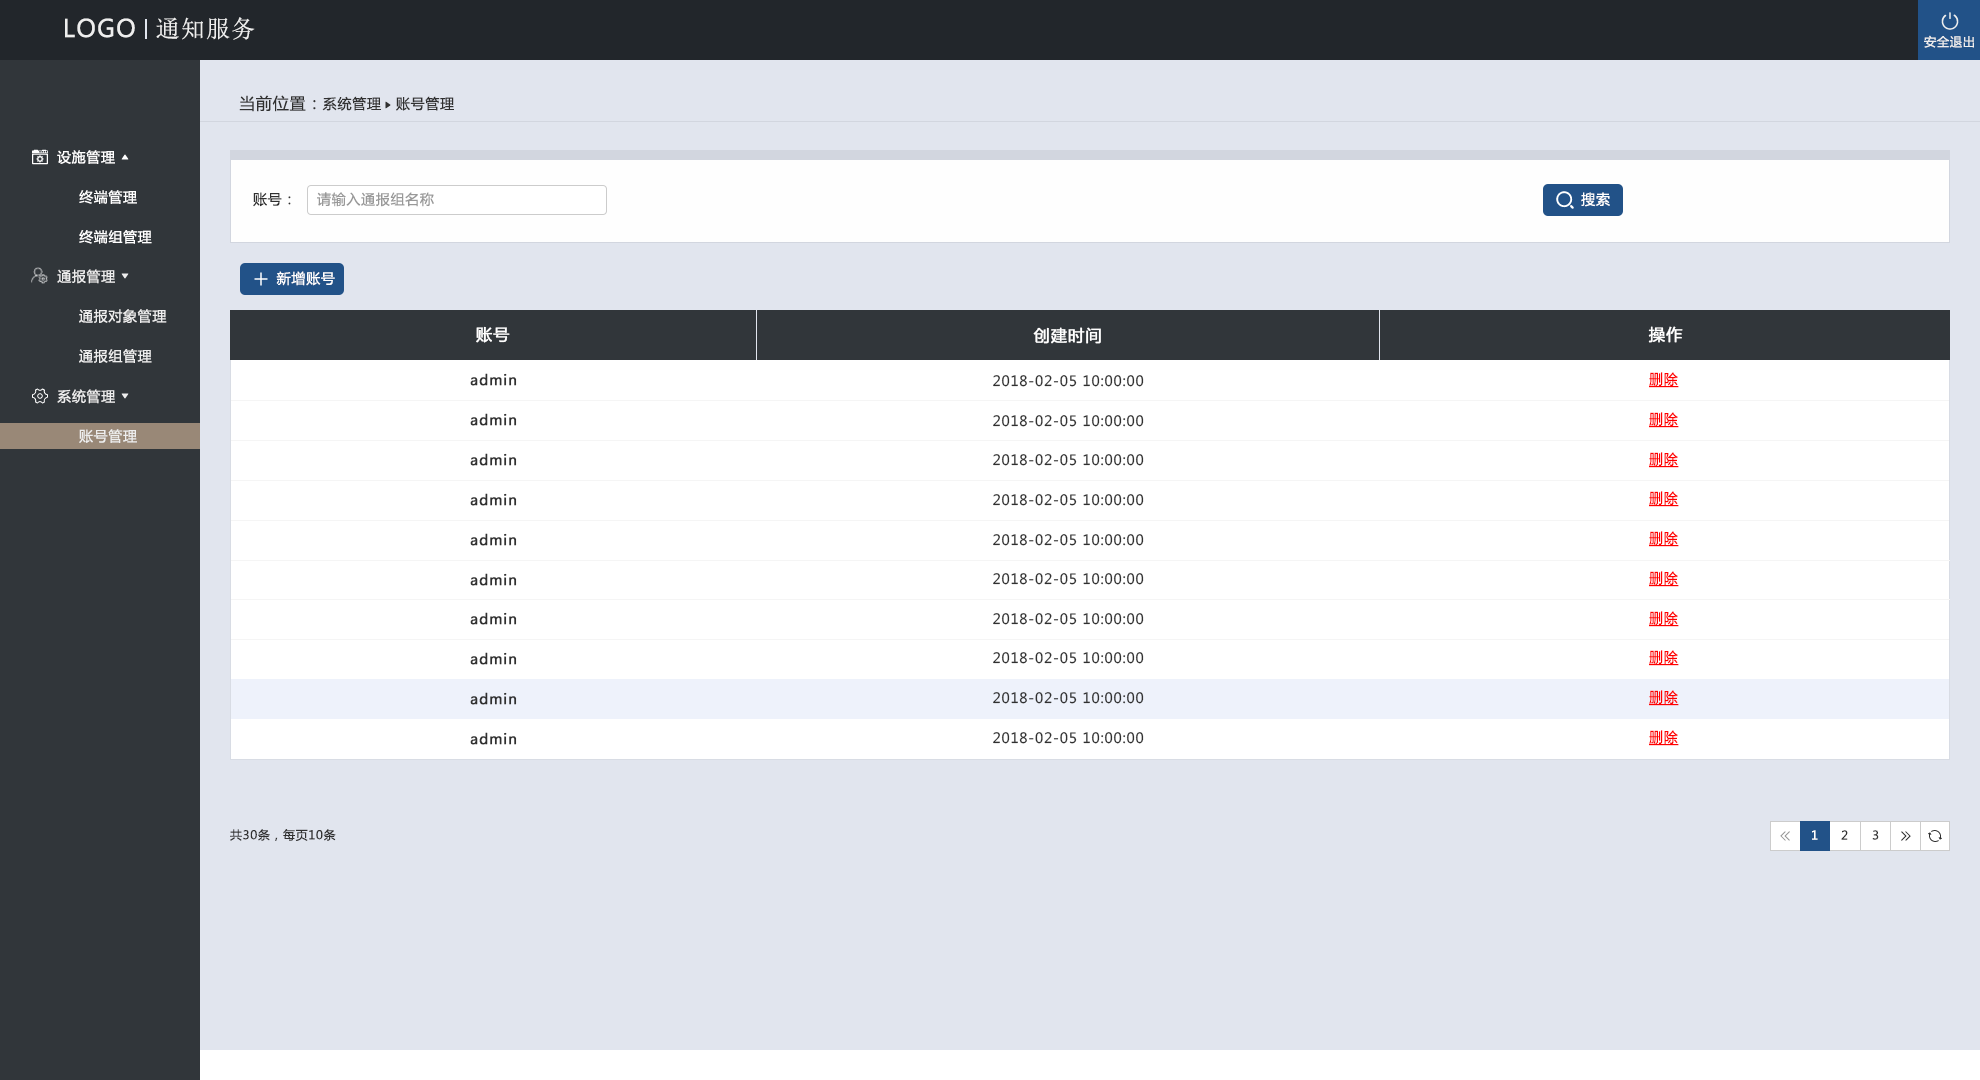 LOGO | 通知服务
安全退出
当前位置：系统管理 ▸ 账号管理
设施管理
终端管理
终端组管理
通报管理
通报对象管理
通报组管理
系统管理
账号管理
账号： 请输入通报组名称 搜索
新增账号
账号 创建时间 操作
admin 2018-02-05 10:00:00 删除
admin 2018-02-05 10:00:00 删除
admin 2018-02-05 10:00:00 删除
admin 2018-02-05 10:00:00 删除
admin 2018-02-05 10:00:00 删除
admin 2018-02-05 10:00:00 删除
admin 2018-02-05 10:00:00 删除
admin 2018-02-05 10:00:00 删除
admin 2018-02-05 10:00:00 删除
admin 2018-02-05 10:00:00 删除
共30条，每页10条 « 1 2 3 »